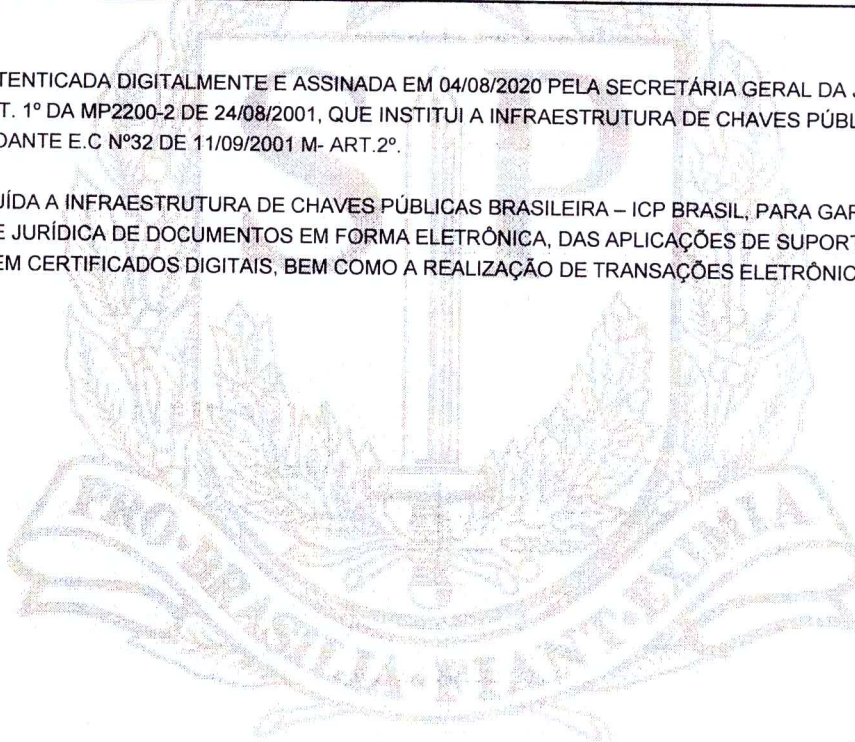 TENTICADA DIGITALMENTE E ASSINADA EM 04/08/2020 PELA SECRETÁRIA GERAL DA J
T. 1º DA MP2200-2 DE 24/08/2001, QUE INSTITUI A INFRAESTRUTURA DE CHAVES PÚBL
DANTE E.C Nº32 DE 11/09/2001 M- ART.2º.
UÍDA A INFRAESTRUTURA DE CHAVES PÚBLICAS BRASILEIRA – ICP BRASIL, PARA GAR
E JURÍDICA DE DOCUMENTOS EM FORMA ELETRÔNICA, DAS APLICAÇÕES DE SUPORT
EM CERTIFICADOS DIGITAIS, BEM COMO A REALIZAÇÃO DE TRANSAÇÕES ELETRÔNIC
SP
PRO·BRASILIA·FIANT·EXIMIA